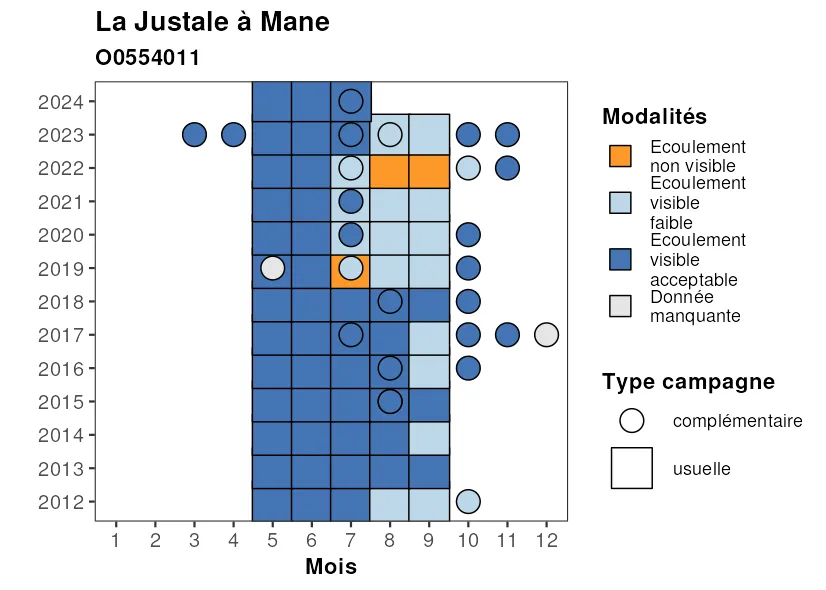 La Justale à Mane
O0554011
2024
2023
2022
2021
2020
2019
2018
2017
2016
2015
2014
2013
2012
1 2 3 4 5 6 7 8 9 10 11 12
Mois
Modalités
Ecoulement
non visible
Ecoulement
visible
faible
Ecoulement
visible
acceptable
Donnée
manquante
Type campagne
complémentaire
usuelle